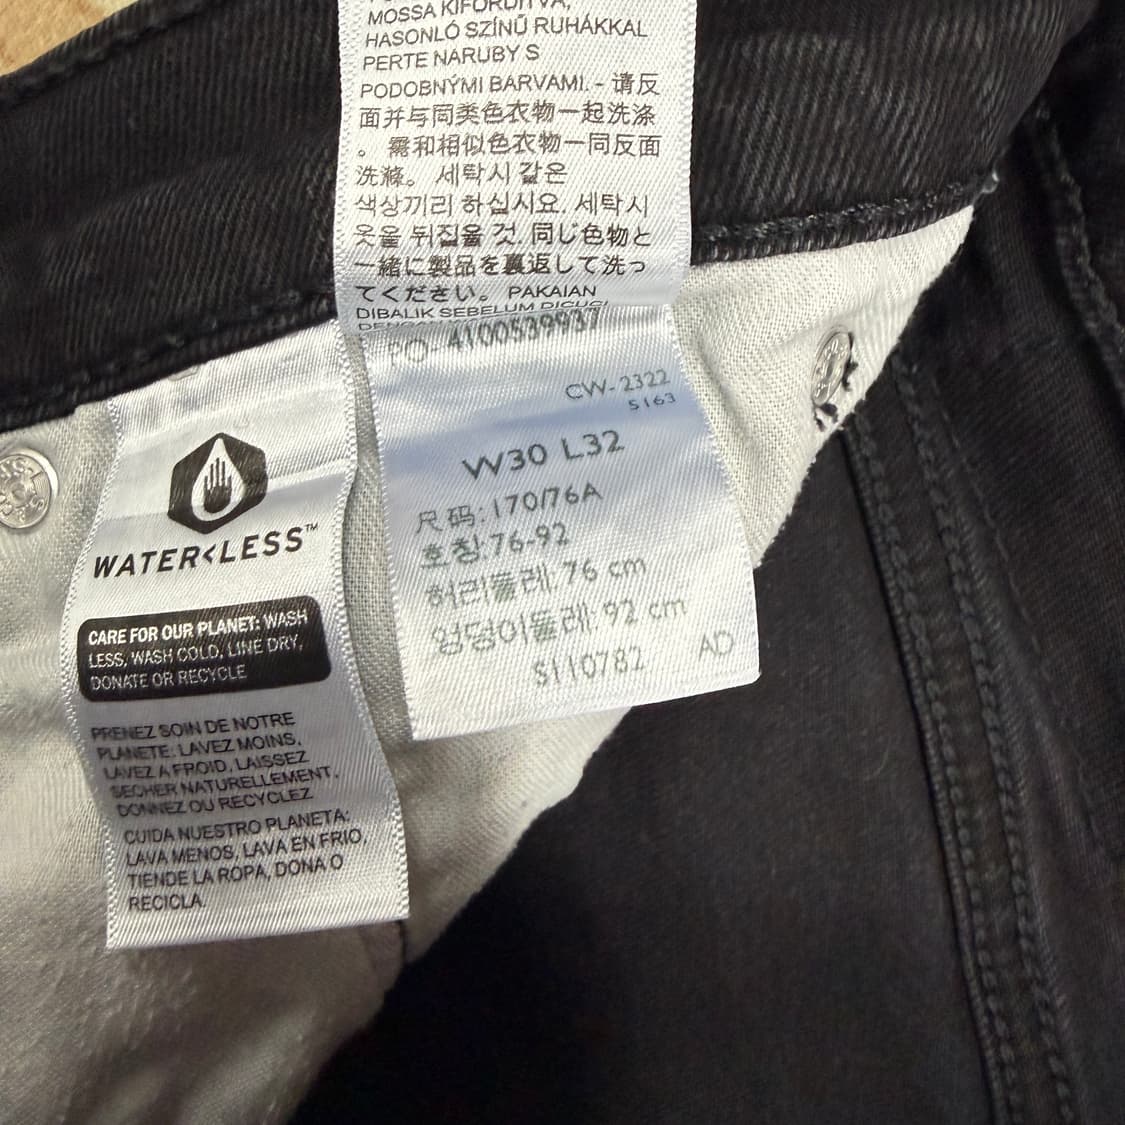 MOSSA KIFORDÍTVA,
HASONLÓ SZÍNŰ RUHÁKKAL
PERTE NARUBY S
PODOBNÝMI BARVAMI. - 请反
面并与同类色衣物一起洗涤
。 需和相似色衣物一同反面
洗滌。 세탁시 같은
색상끼리 하십시요. 세탁시
옷을 뒤집을 것. 同じ色物と
一緒に製品を裏返して洗っ
てください。 PAKAIAN
DIBALIK SEBELUM DICUCI
PO- 4100539937
CW- 2322
5163
W30 L32
尺码: 170/76A
호칭: 76-92
허리둘레: 76 cm
엉덩이둘레: 92 cm
S110782 AD
WATER<LESS™
CARE FOR OUR PLANET: WASH
LESS, WASH COLD, LINE DRY,
DONATE OR RECYCLE
PRENEZ SOIN DE NOTRE
PLANETE: LAVEZ MOINS,
LAVEZ A FROID, LAISSEZ
SECHER NATURELLEMENT,
DONNEZ OU RECYCLEZ
CUIDA NUESTRO PLANETA:
LAVA MENOS, LAVA EN FRIO,
TIENDE LA ROPA, DONA O
RECICLA.